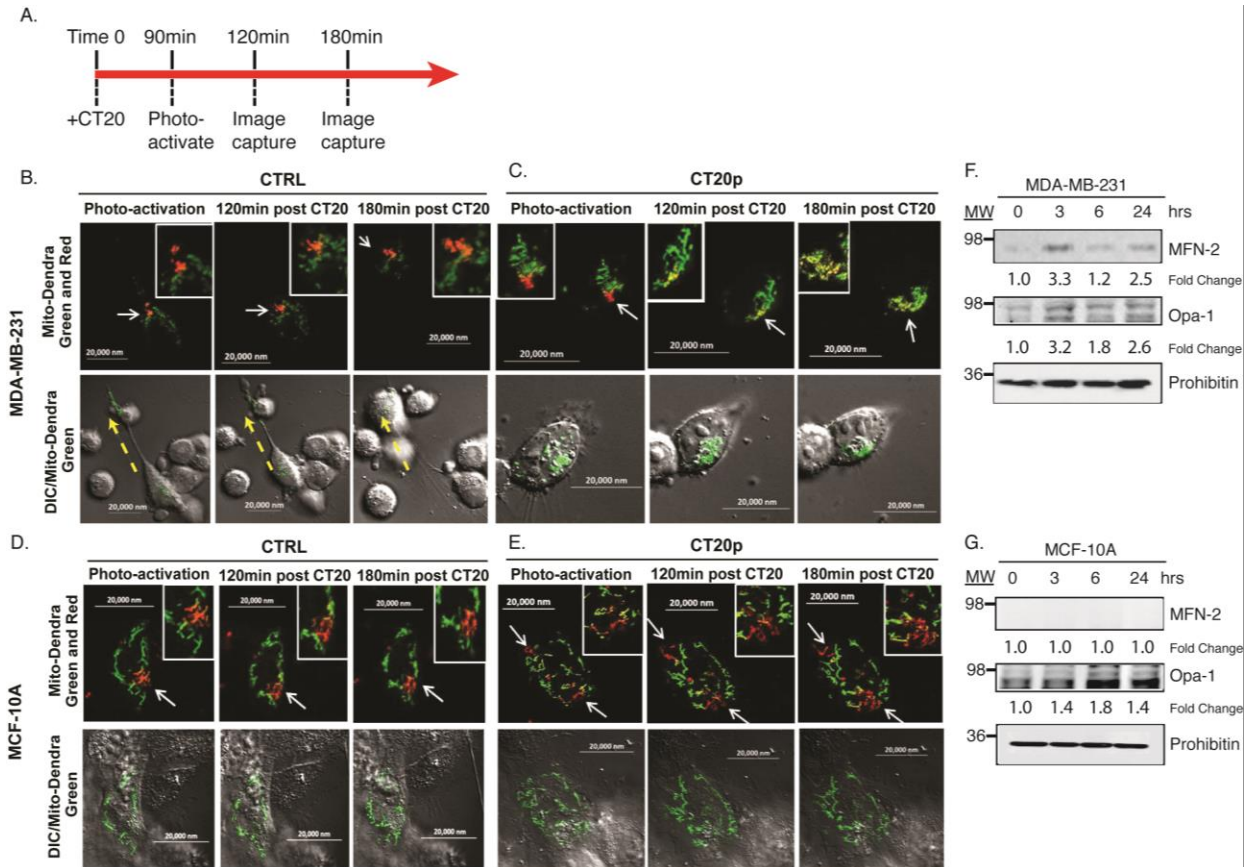 A.
Time 0 90min 120min 180min
+CT20 Photo- Image Image
activate capture capture
B. CTRL
Photo-activation 120min post CT20 180min post CT20
MDA-MB-231
Mito-Dendra
Green and Red
20,000 nm 20,000 nm 20,000 nm
DIC/Mito-Dendra
Green
20,000 nm 20,000 nm 20,000 nm
C. CT20p
Photo-activation 120min post CT20 180min post CT20
20,000 nm 20,000 nm 20,000 nm
20,000 nm 20,000 nm 20,000 nm
D. CTRL
Photo-activation 120min post CT20 180min post CT20
MCF-10A
Mito-Dendra
Green and Red
20,000 nm 20,000 nm 20,000 nm
DIC/Mito-Dendra
Green
20,000 nm 20,000 nm 20,000 nm
E. CT20p
Photo-activation 120min post CT20 180min post CT20
20,000 nm 20,000 nm 20,000 nm
20,000 nm 20,000 nm 20,000 nm
F.
MDA-MB-231
MW 0 3 6 24 hrs
98 MFN-2
1.0 3.3 1.2 2.5 Fold Change
98 Opa-1
1.0 3.2 1.8 2.6 Fold Change
36 Prohibitin
G.
MCF-10A
MW 0 3 6 24 hrs
98 MFN-2
1.0 1.0 1.0 1.0 Fold Change
98 Opa-1
1.0 1.4 1.8 1.4 Fold Change
36 Prohibitin